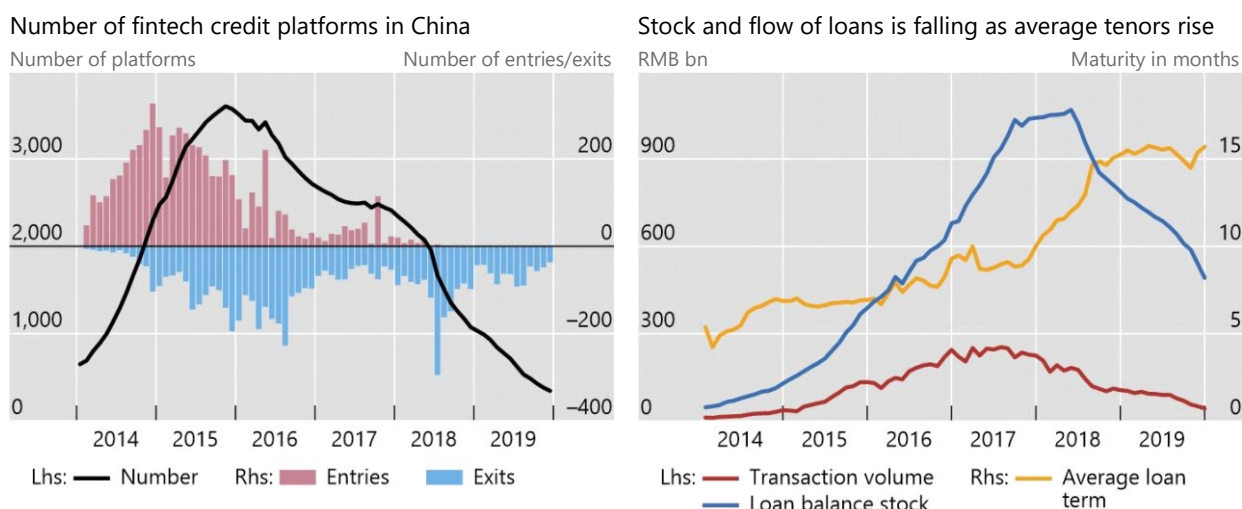 Number of fintech credit platforms in China
Number of platforms
Number of entries/exits
3,000
2,000
1,000
0
200
0
–200
–400
2014 2015 2016 2017 2018 2019
Lhs: Number Rhs: Entries Exits
Stock and flow of loans is falling as average tenors rise
RMB bn
Maturity in months
900
600
300
0
15
10
5
0
2014 2015 2016 2017 2018 2019
Lhs: Transaction volume Rhs: Average loan
Loan balance stock term